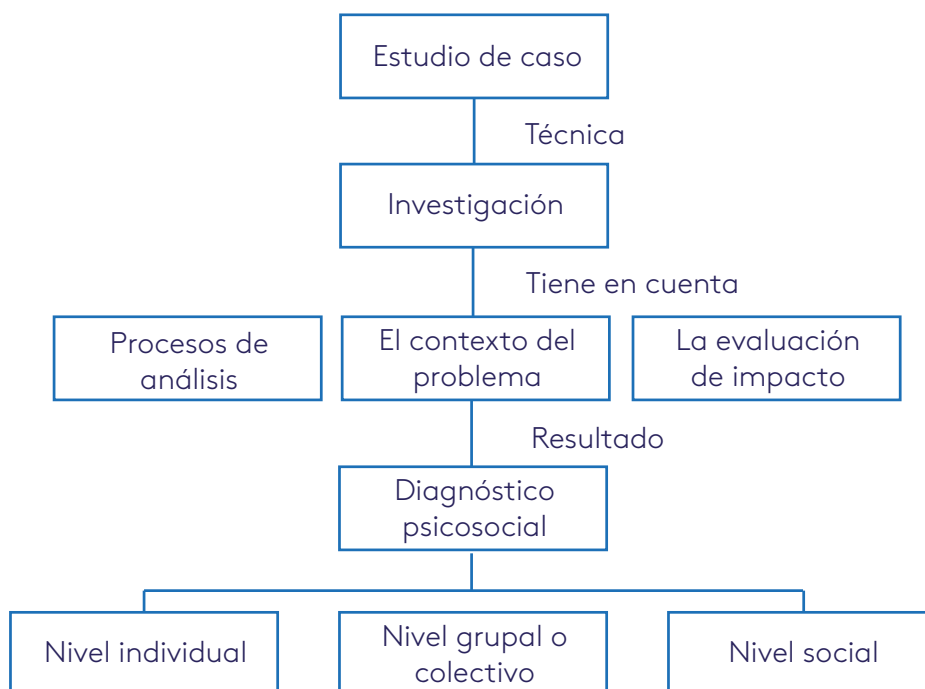 Estudio de caso
Técnica
Investigación
Tiene en cuenta
Procesos de
análisis
El contexto del
problema
La evaluación
de impacto
Resultado
Diagnóstico
psicosocial
Nivel individual
Nivel grupal o
colectivo
Nivel social